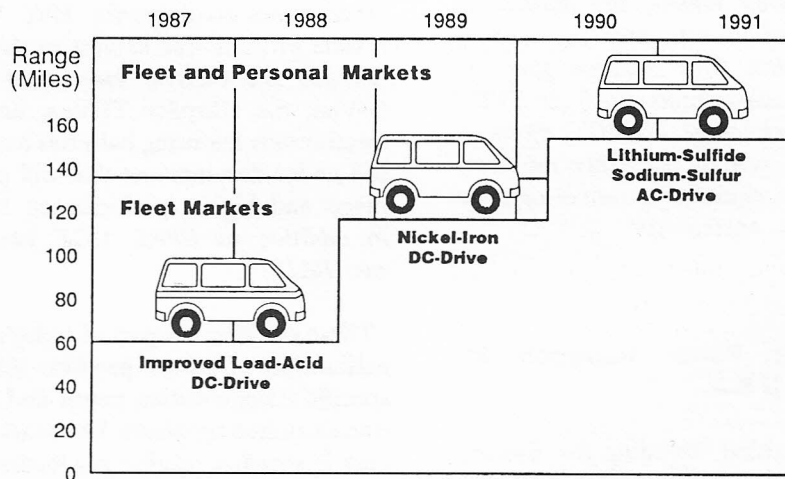 1987 1988 1989 1990 1991
Range
(Miles)
Fleet and Personal Markets
160
140
120
100
80
60
40
20
0
Fleet Markets
Lithium-Sulfide
Sodium-Sulfur
AC-Drive
Nickel-Iron
DC-Drive
Improved Lead-Acid
DC-Drive